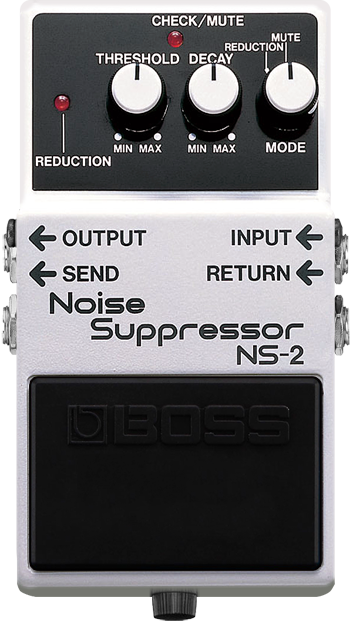 CHECK/MUTE
MUTE
REDUCTION
THRESHOLD DECAY
MIN MAX MIN MAX
MODE
REDUCTION
OUTPUT INPUT
SEND RETURN
Noise
Suppressor
NS-2
BOSS